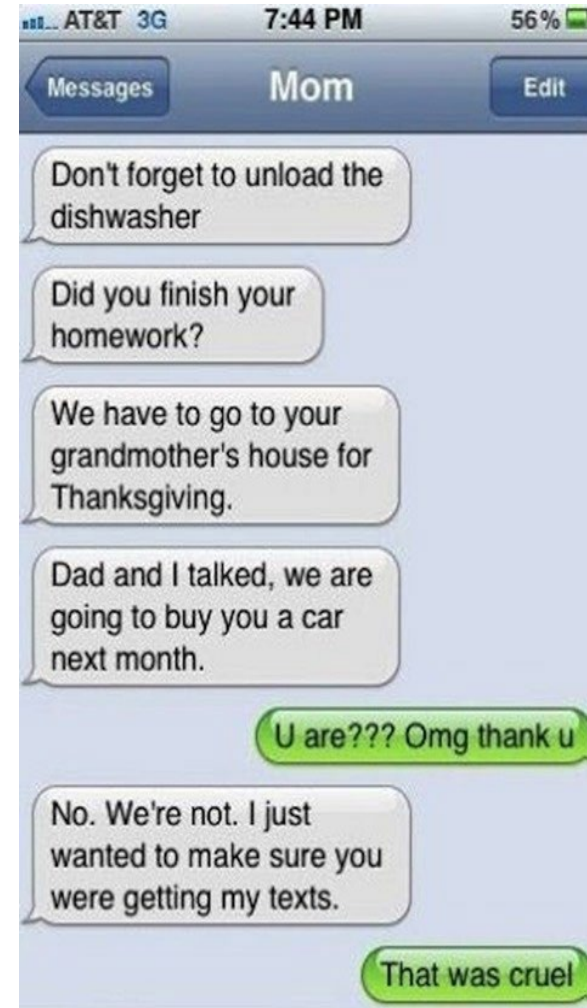 AT&T 3G 7:44 PM 56%
Messages Mom Edit
Don't forget to unload the
dishwasher
Did you finish your
homework?
We have to go to your
grandmother's house for
Thanksgiving.
Dad and I talked, we are
going to buy you a car
next month.
U are??? Omg thank u
No. We're not. I just
wanted to make sure you
were getting my texts.
That was cruel